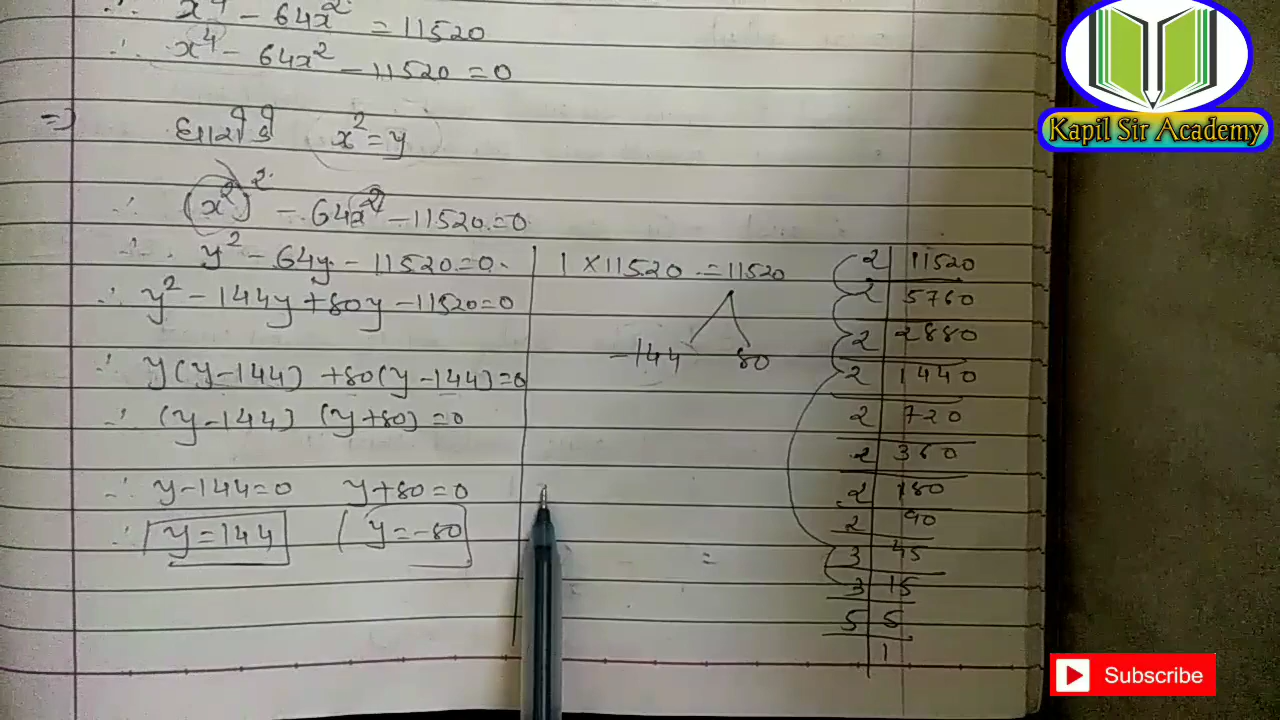 ∴ x⁴ - 64x² = 11520
∴ x⁴ - 64x² - 11520 = 0
⇒ x² = y
∴ (x²)² - 64x² - 11520 = 0
∴ y² - 64y - 11520 = 0
∴ y² - 144y + 80y - 11520 = 0
∴ y(y - 144) + 80(y - 144) = 0
∴ (y - 144) (y + 80) = 0
∴ y - 144 = 0 y + 80 = 0
∴ y = 144 y = -80
1 × 11520 = 11520
-144 80
=
2 | 11520
2 | 5760
2 | 2880
2 | 1440
2 | 720
2 | 360
2 | 180
2 | 90
3 | 45
3 | 15
5 | 5
| 1
Kapil Sir Academy
Subscribe